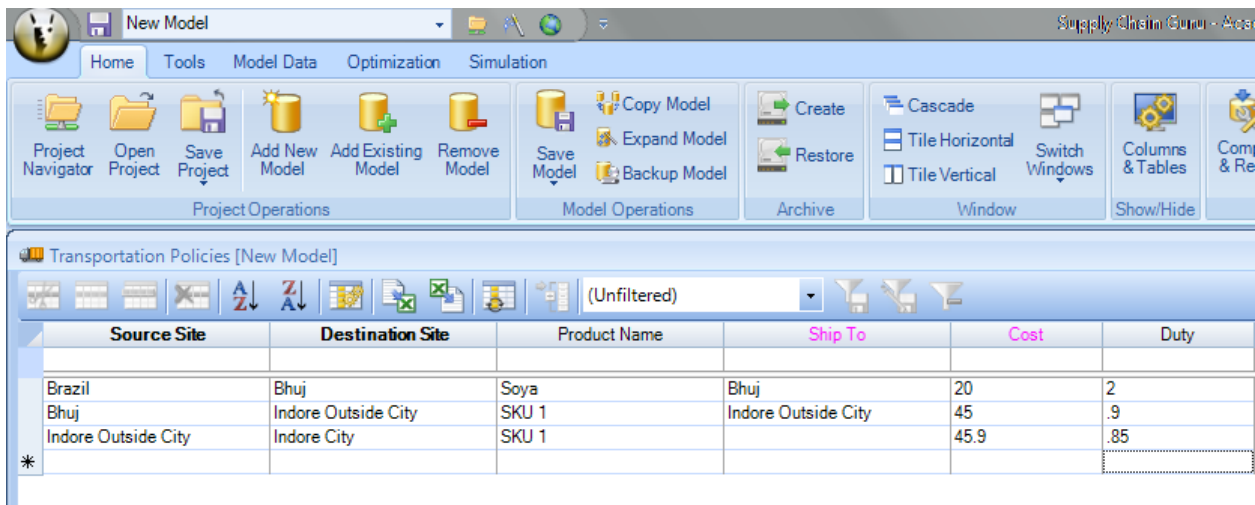 New Model
Supply Chain Guru - Aca
Home Tools Model Data Optimization Simulation
Project Navigator
Open Project
Save Project
Add New Model
Add Existing Model
Remove Model
Project Operations
Save Model
Copy Model
Expand Model
Backup Model
Model Operations
Create
Restore
Archive
Cascade
Tile Horizontal
Tile Vertical
Switch Windows
Window
Columns & Tables
Show/Hide
Comp
& Re
Transportation Policies [New Model]
(Unfiltered)
Source Site Destination Site Product Name Ship To Cost Duty
Brazil Bhuj Soya Bhuj 20 2
Bhuj Indore Outside City SKU 1 Indore Outside City 45 .9
Indore Outside City Indore City SKU 1 45.9 .85